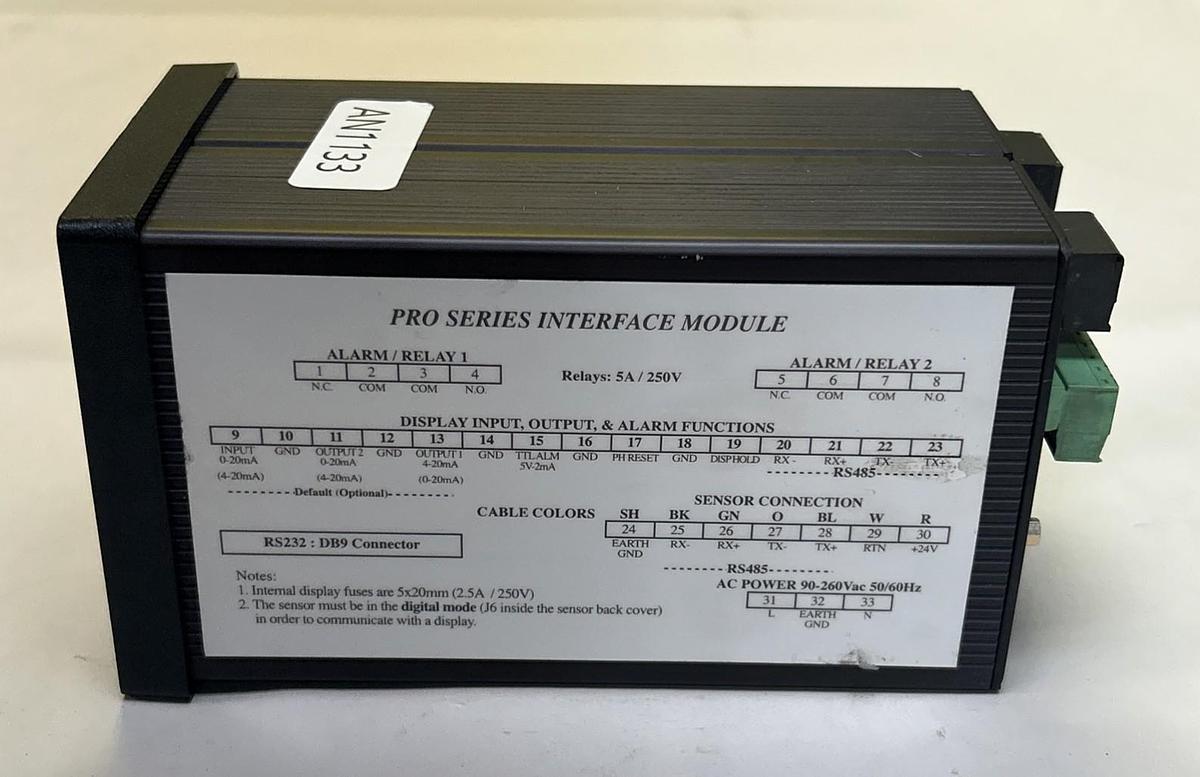 AN1133
PRO SERIES INTERFACE MODULE
ALARM / RELAY 1
1 2 3 4
N.C. COM COM N.O.
Relays: 5A / 250V
ALARM / RELAY 2
5 6 7 8
N.C. COM COM N.O.
DISPLAY INPUT, OUTPUT, & ALARM FUNCTIONS
9 10 11 12 13 14 15 16 17 18 19 20 21 22 23
INPUT GND OUTPUT 2 GND OUTPUT 1 GND TTL ALM GND PH RESET GND DISP HOLD RX - RX+ TX- TX+
0-20mA 0-20mA 4-20mA 5V-2mA
(4-20mA) (4-20mA) (0-20mA)
RS485
Default (Optional)
SENSOR CONNECTION
CABLE COLORS SH BK GN O BL W R
24 25 26 27 28 29 30
EARTH RX- RX+ TX- TX+ RTN +24V
GND
RS485
RS232 : DB9 Connector
AC POWER 90-260Vac 50/60Hz
31 32 33
L EARTH N
GND
Notes:
1. Internal display fuses are 5x20mm (2.5A / 250V)
2. The sensor must be in the digital mode (J6 inside the sensor back cover)
in order to communicate with a display.